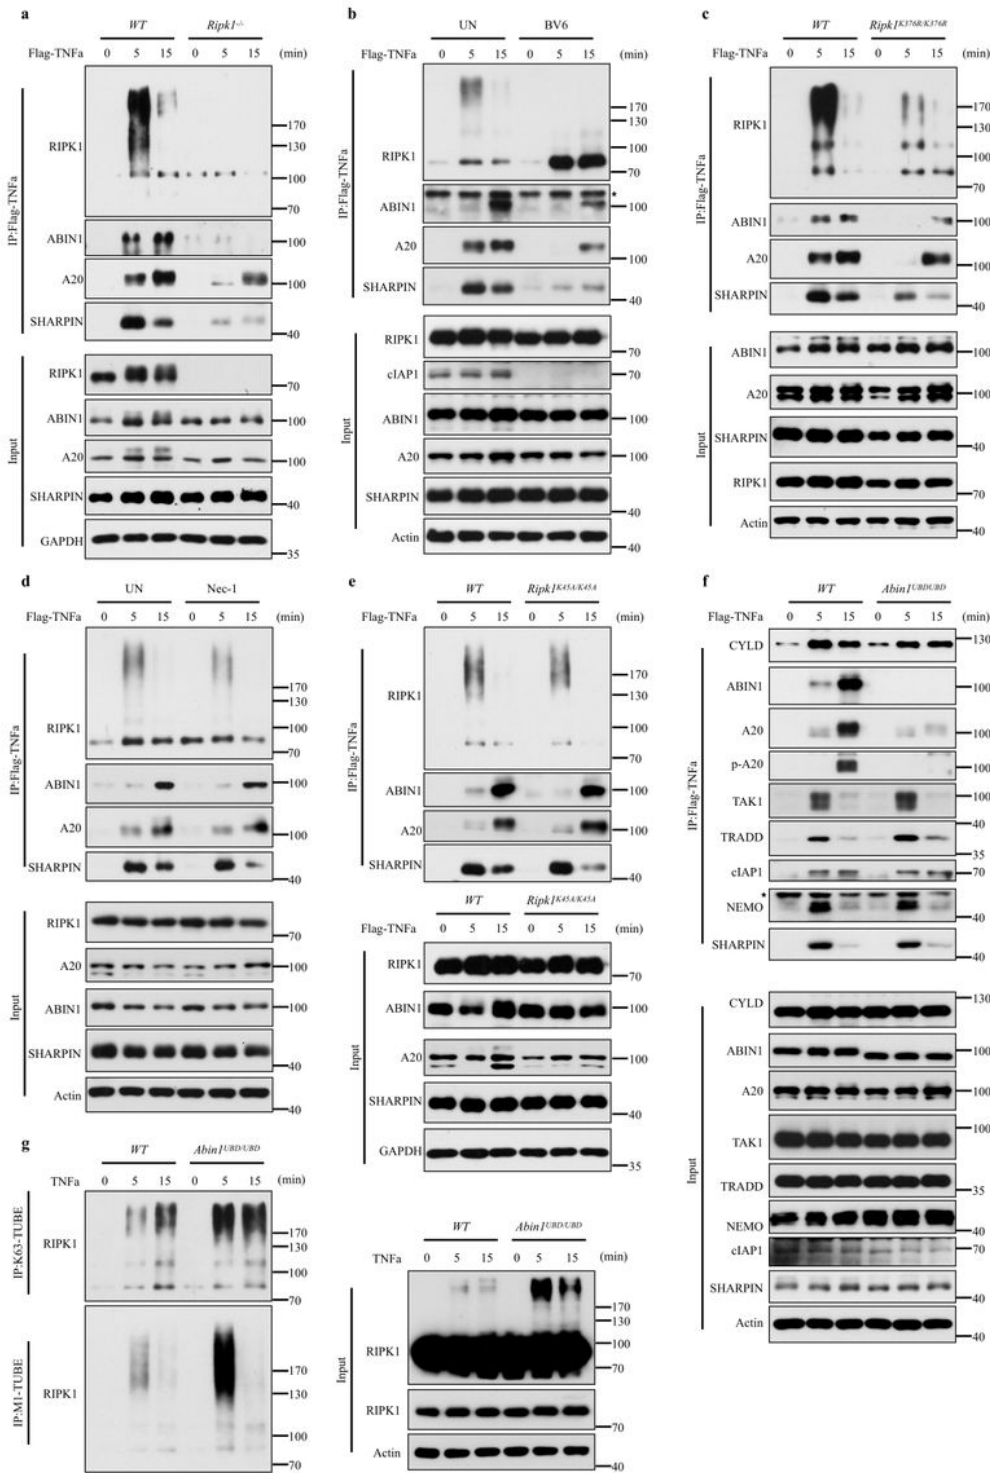 a
WT Ripk1-/-
0 5 15 0 5 15 (min)
Flag-TNFa
IP:Flag-TNFa
RIPK1
170
130
100
70
ABIN1
100
A20
100
SHARPIN
40
Input
RIPK1
70
ABIN1
100
A20
100
SHARPIN
40
GAPDH
35
b
UN BV6
0 5 15 0 5 15 (min)
Flag-TNFa
IP:Flag-TNFa
170
130
100
RIPK1
70
*
ABIN1
100
A20
100
SHARPIN
40
Input
RIPK1
70
cIAP1
70
ABIN1
100
A20
100
SHARPIN
40
Actin
40
c
WT Ripk1K376R/K376R
0 5 15 0 5 15 (min)
Flag-TNFa
IP:Flag-TNFa
RIPK1
170
130
100
70
ABIN1
100
A20
100
SHARPIN
40
Input
ABIN1
100
A20
100
SHARPIN
40
RIPK1
70
Actin
40
d
UN Nec-1
Flag-TNFa 0 5 15 0 5 15 (min)
IP:Flag-TNFa
170
130
RIPK1
100
70
ABIN1
100
A20
100
SHARPIN
40
Input
RIPK1
70
A20
100
ABIN1
100
SHARPIN
40
Actin
40
e
WT Ripk1K45A/K45A
Flag-TNFa 0 5 15 0 5 15 (min)
IP:Flag-TNFa
RIPK1
170
130
100
70
ABIN1
100
A20
100
SHARPIN
40
WT Ripk1K45A/K45A
Flag-TNFa 0 5 15 0 5 15 (min)
Input
RIPK1
70
ABIN1
100
A20
100
SHARPIN
40
GAPDH
35
f
WT Abin1UBD/UBD
Flag-TNFa 0 5 15 0 5 15 (min)
IP:Flag-TNFa
CYLD
130
ABIN1
100
A20
100
p-A20
TAK1
100
TRADD
40
35
cIAP1
70
*
NEMO
40
SHARPIN
40
Input
CYLD
130
ABIN1
100
A20
100
TAK1
100
TRADD
35
NEMO
40
cIAP1
70
SHARPIN
40
Actin
40
g
WT Abin1UBD/UBD
TNFa 0 5 15 0 5 15 (min)
IP:K63-TUBE
RIPK1
170
130
100
70
IP:M1-TUBE
RIPK1
170
130
100
70
WT Abin1UBD/UBD
TNFa 0 5 15 0 5 15 (min)
Input
170
130
RIPK1
100
70
RIPK1
70
Actin
40